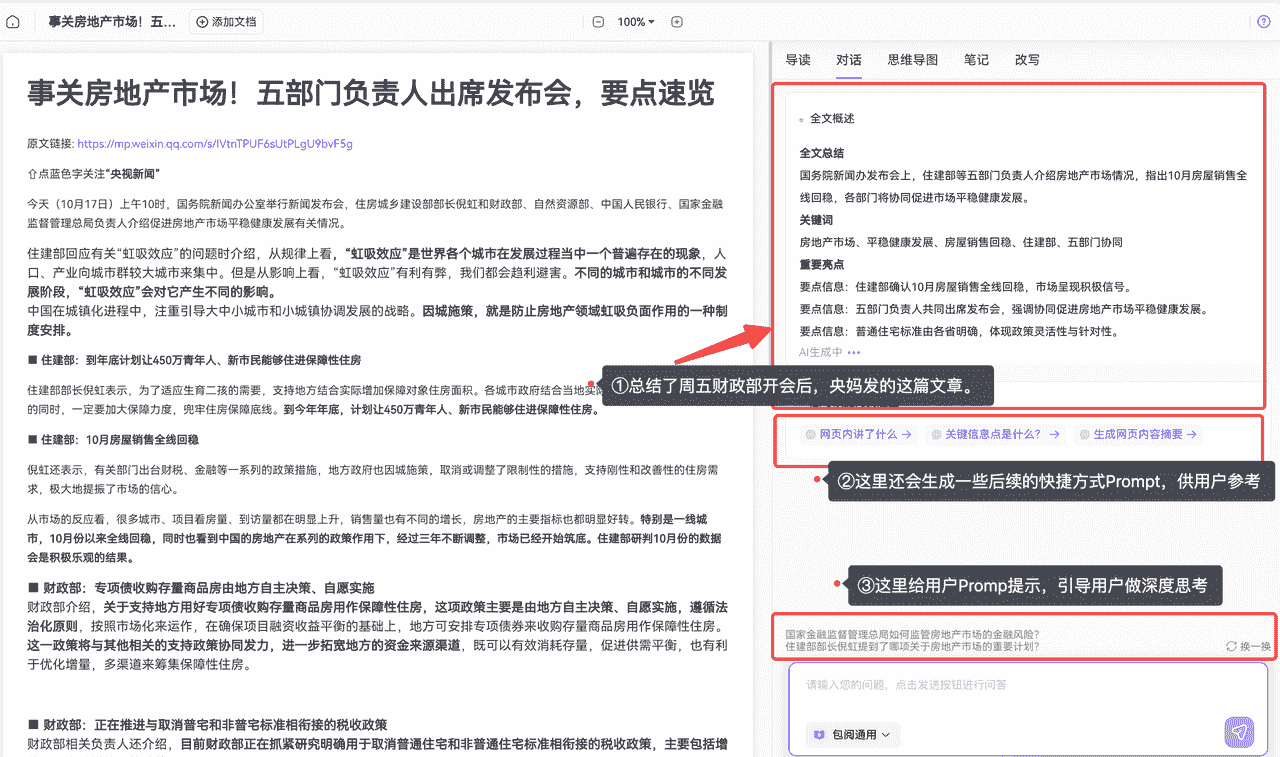 事关房地产市场！五...
添加文档
100%
事关房地产市场！五部门负责人出席发布会，要点速览
原文链接: https://mp.weixin.qq.com/s/IVtnTPUF6sUtPLgU9bvF5g
⇧点蓝色字关注“央视新闻”
今天（10月17日）上午10时，国务院新闻办公室举行新闻发布会，住房城乡建设部部长倪虹和财政部、自然资源部、中国人民银行、国家金融
监督管理总局负责人介绍促进房地产市场平稳健康发展有关情况。
住建部回应有关“虹吸效应”的问题时介绍，从规律上看，“虹吸效应”是世界各个城市在发展过程当中一个普遍存在的现象，人
口、产业向城市群较大城市来集中。但是从影响上看，“虹吸效应”有利有弊，我们都会趋利避害。不同的城市和城市的不同发
展阶段，“虹吸效应”会对它产生不同的影响。
中国在城镇化进程中，注重引导大中小城市和小城镇协调发展的战略。因城施策，就是防止房地产领域虹吸负面作用的一种制
度安排。
■ 住建部：到年底计划让450万青年人、新市民能够住进保障性住房
住建部部长倪虹表示，为了适应生育二孩的需要，支持地方结合实际增加保障对象住房面积。各城市政府结合当地实际
的同时，一定要加大保障力度，兜牢住房保障底线。到今年年底，计划让450万青年人、新市民能够住进保障性住房。
■ 住建部：10月房屋销售全线回稳
倪虹还表示，有关部门出台财税、金融等一系列的政策措施，地方政府也因城施策，取消或调整了限制性的措施，支持刚性和改善性的住房需
求，极大地提振了市场的信心。
从市场的反应看，很多城市、项目看房量、到访量都在明显上升，销售量也有不同的增长，房地产的主要指标也都明显好转。特别是一线城
市，10月份以来全线回稳，同时也看到中国的房地产在系列的政策作用下，经过三年不断调整，市场已经开始筑底。住建部研判10月份的数据
会是积极乐观的结果。
■ 财政部：专项债收购存量商品房由地方自主决策、自愿实施
财政部介绍，关于支持地方用好专项债收购存量商品房用作保障性住房，这项政策主要是由地方自主决策、自愿实施，遵循法
治化原则，按照市场化来运作，在确保项目融资收益平衡的基础上，地方可安排专项债券来收购存量商品房用作保障性住房。
这一政策将与其他相关的支持政策协同发力，进一步拓宽地方的资金来源渠道，既可以有效消耗存量，促进供需平衡，也有利
于优化增量，多渠道来筹集保障性住房。
■ 财政部：正在推进与取消普宅和非普宅标准相衔接的税收政策
财政部相关负责人还介绍，目前财政部正在抓紧研究明确用于取消普通住宅和非普通住宅标准相衔接的税收政策，主要包括增
导读 对话 思维导图 笔记 改写
全文概述
全文总结
国务院新闻办发布会上，住建部等五部门负责人介绍房地产市场情况，指出10月房屋销售全
线回稳，各部门将协同促进市场平稳健康发展。
关键词
房地产市场、平稳健康发展、房屋销售回稳、住建部、五部门协同
重要亮点
要点信息：住建部确认10月房屋销售全线回稳，市场呈现积极信号。
要点信息：五部门负责人共同出席发布会，强调协同促进房地产市场平稳健康发展。
要点信息：普通住宅标准由各省明确，体现政策灵活性与针对性。
AI生成中
①总结了周五财政部开会后，央妈发的这篇文章。
网页内讲了什么→ 关键信息点是什么？→ 生成网页内容摘要→
②这里还会生成一些后续的快捷方式Prompt，供用户参考
③这里给用户Promp提示，引导用户做深度思考
国家金融监督管理总局如何监管房地产市场的金融风险？
住建部部长倪虹提到了哪项关于房地产市场的重要计划？
换一换
请输入您的问题，点击发送按钮进行问答
包阅通用